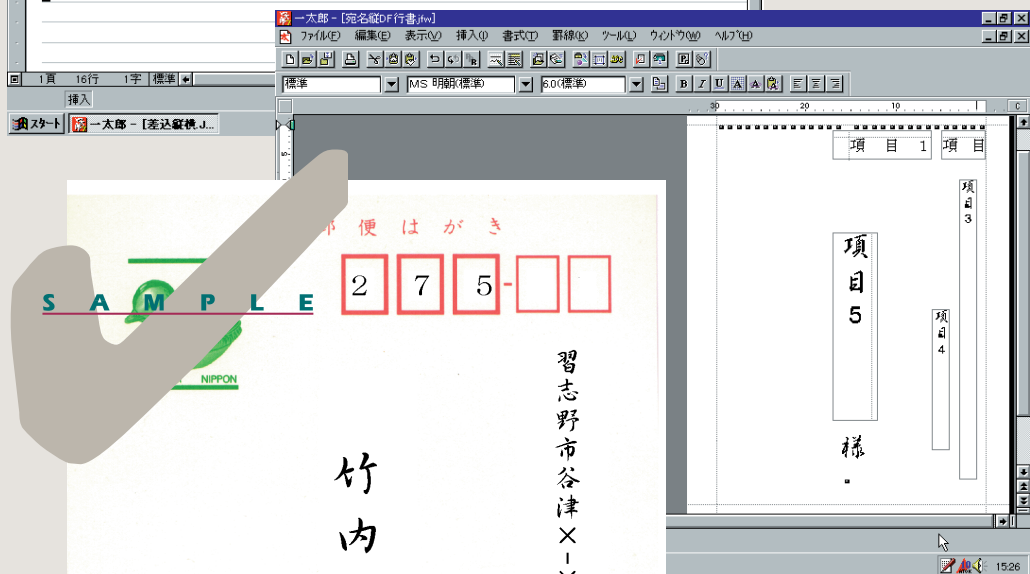 一太郎 - [宛名縦DF行書.jfw]
ファイル(F) 編集(E) 表示(V) 挿入(I) 書式(T) 罫線(K) ツール(L) ウィンドウ(W) ヘルプ(H)
標準 MS 明朝(標準) 6.0(標準) B I U A A
1頁 16行 1字 標準
挿入
スタート 一太郎 - [差込縦横.J...
30 20 10
5
項目1 項目
項目3
項目4
項目5
様
便はがき
275-
SAMPLE
NIPPON
習志野市谷津×-
竹内
15:26